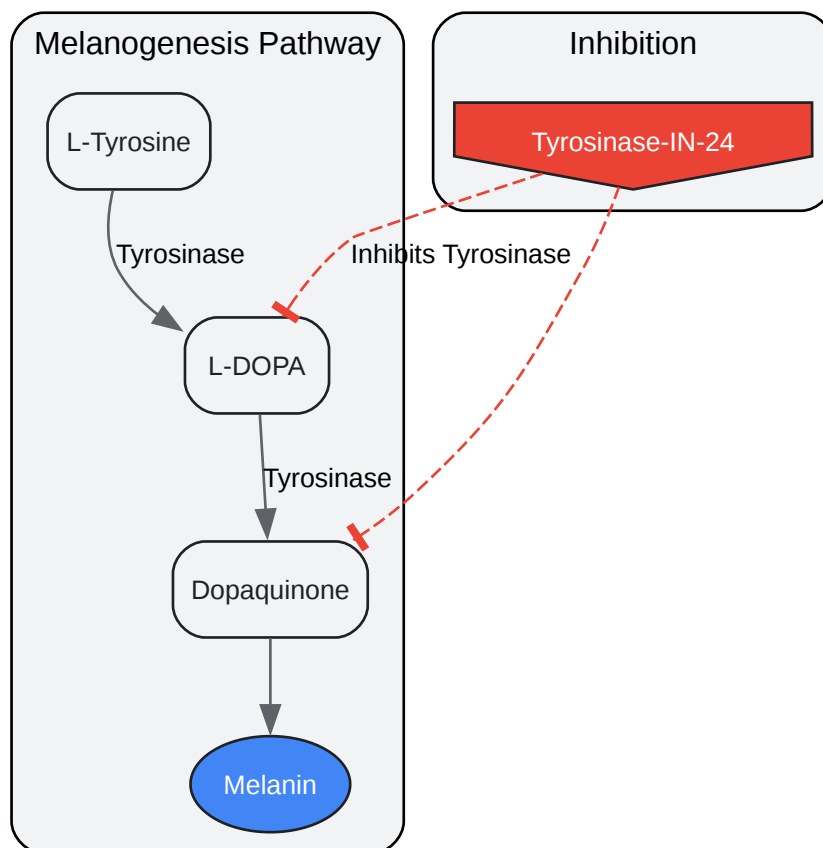 Melanogenesis Pathway
Inhibition
L-Tyrosine
Tyrosinase-IN-24
Tyrosinase
Inhibits Tyrosinase
L-DOPA
Tyrosinase
Dopaquinone
Melanin